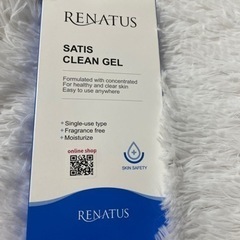 RENATUS
SATIS
CLEAN GEL
Formulated with concentrated
For healthy and clear skin
Easy to use anywhere
• Single-use type
• Fragrance free
• Moisturize
online shop
SKIN SAFETY
RENATUS